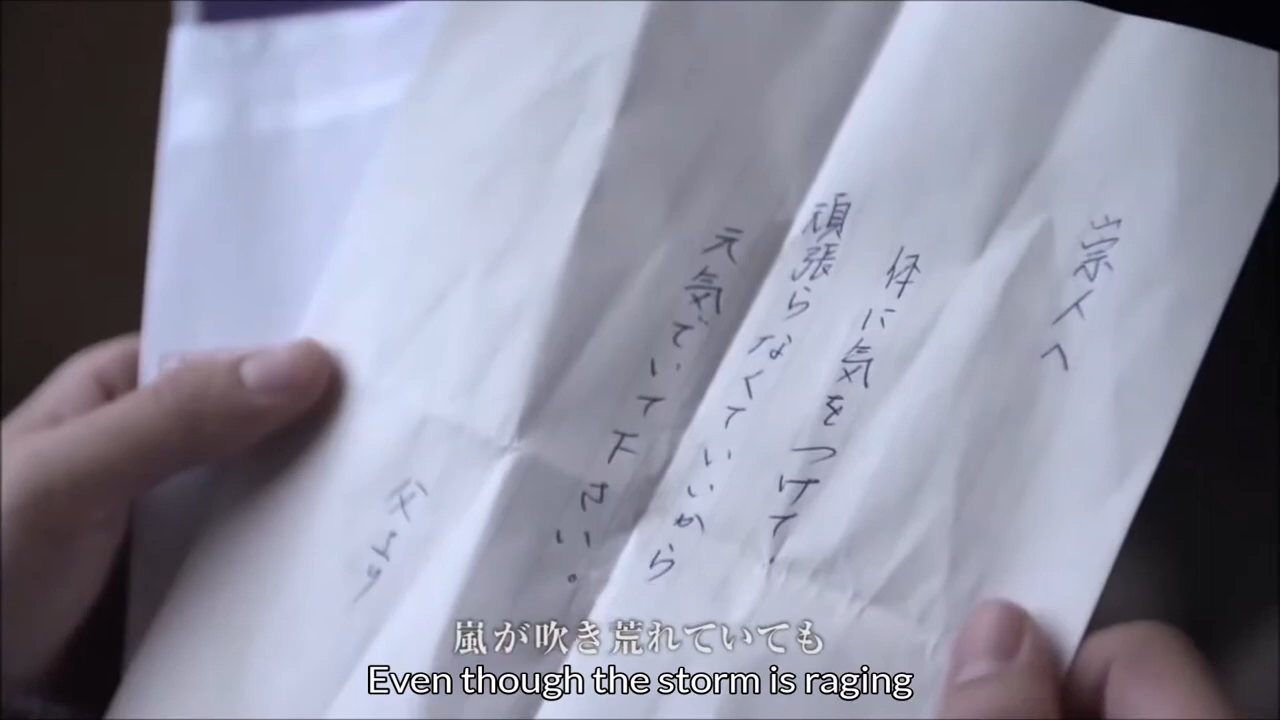 崇人へ
体に気をつけて、
頑張らなくていいから
元気でいて下さい。
父より
嵐が吹き荒れていても
Even though the storm is raging